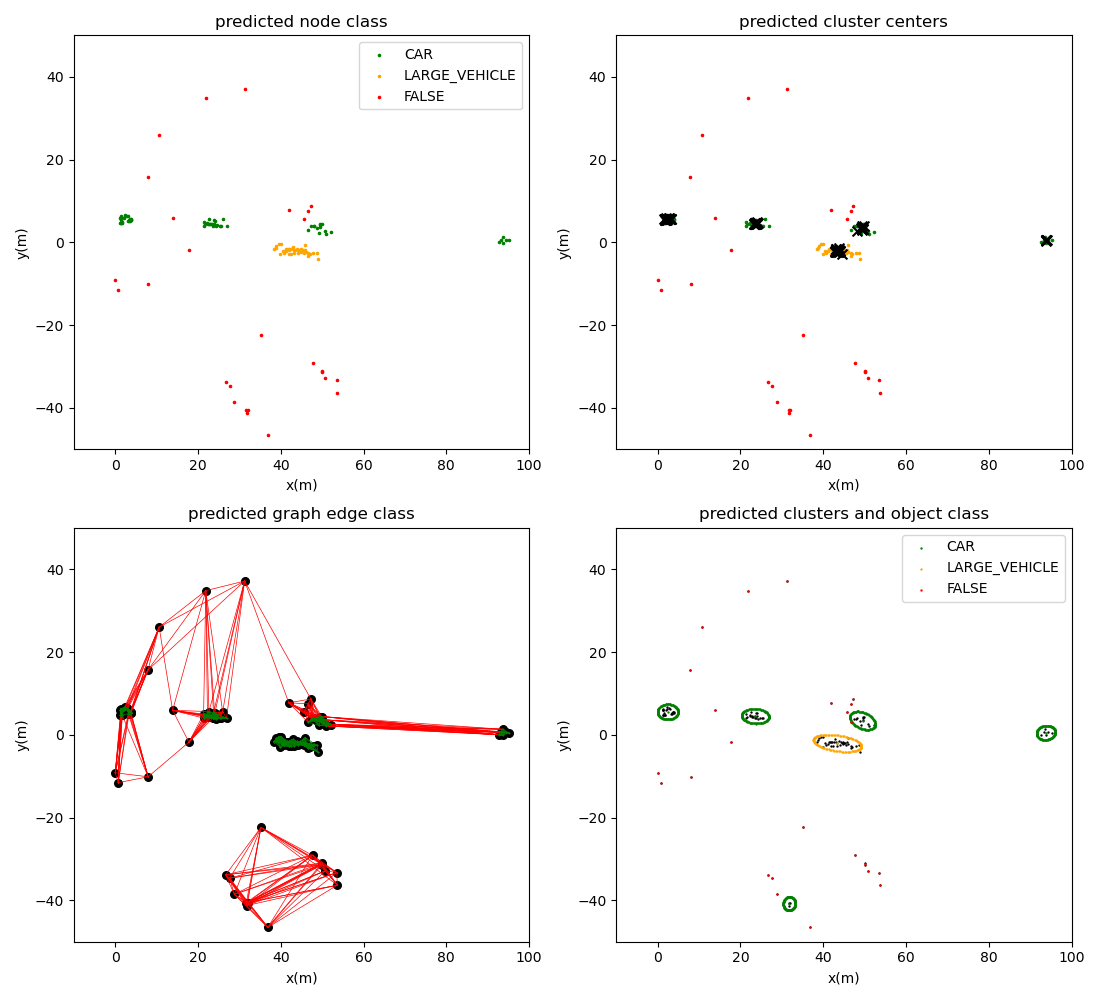 predicted node class
CAR
LARGE_VEHICLE
FALSE
40
20
0
−20
−40
y(m)
0 20 40 60 80 100
x(m)
predicted cluster centers
40
20
0
−20
−40
y(m)
0 20 40 60 80 100
x(m)
predicted graph edge class
40
20
0
−20
−40
y(m)
0 20 40 60 80 100
x(m)
predicted clusters and object class
CAR
LARGE_VEHICLE
FALSE
40
20
0
−20
−40
y(m)
0 20 40 60 80 100
x(m)